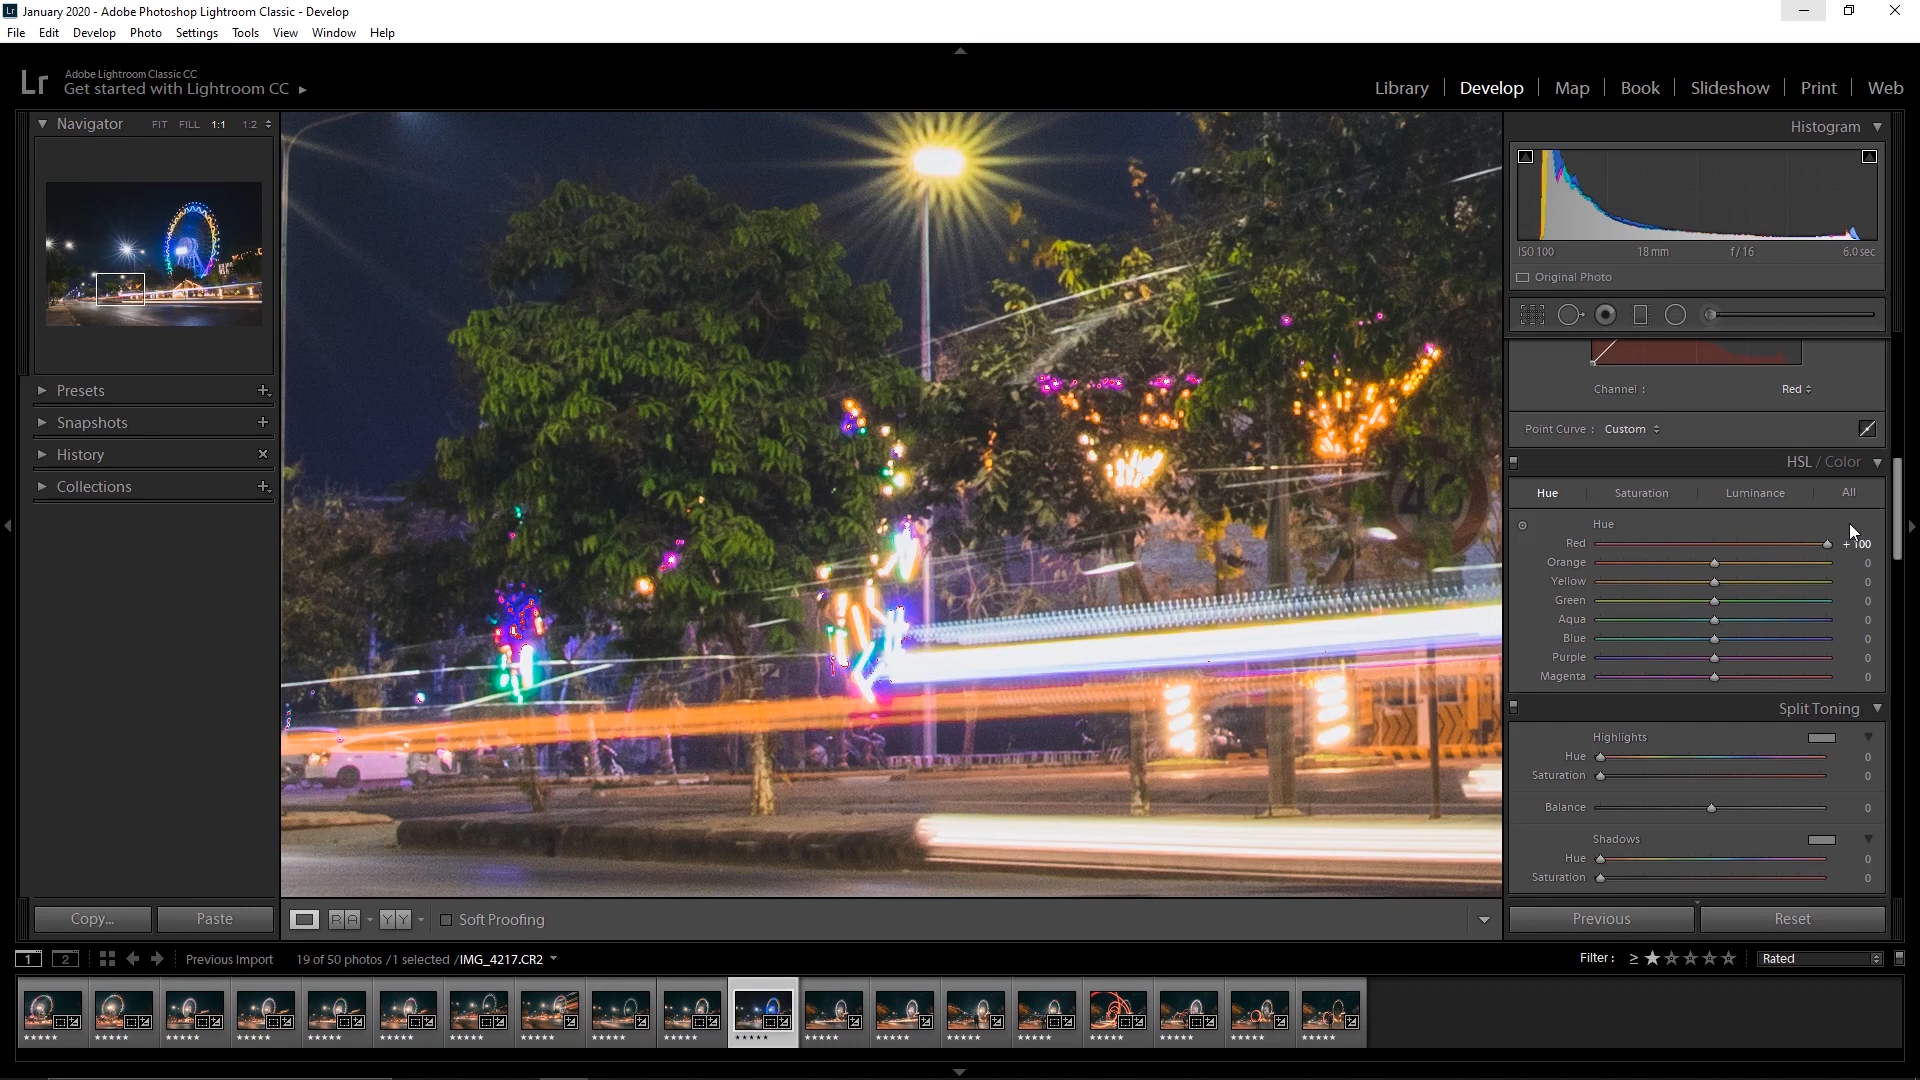 Lr January 2020 - Adobe Photoshop Lightroom Classic - Develop
File Edit Develop Photo Settings Tools View Window Help
Lr Adobe Lightroom Classic CC
Get started with Lightroom CC
Library Develop Map Book Slideshow Print Web
Navigator FIT FILL 1:1 1:2
Presets
Snapshots
History
Collections
Copy... Paste
Histogram
ISO 100 18 mm f / 16 6.0 sec
Original Photo
Channel : Red
Point Curve : Custom
HSL / Color
Hue Saturation Luminance All
Hue
Red + 100
Orange 0
Yellow 0
Green 0
Aqua 0
Blue 0
Purple 0
Magenta 0
Split Toning
Highlights
Hue 0
Saturation 0
Balance 0
Shadows
Hue 0
Saturation 0
Previous Reset
R A Y Y Soft Proofing
1 2 Previous Import 19 of 50 photos / 1 selected / IMG_4217.CR2
Filter : ≥ ★ ★ ★ ★ ★ Rated